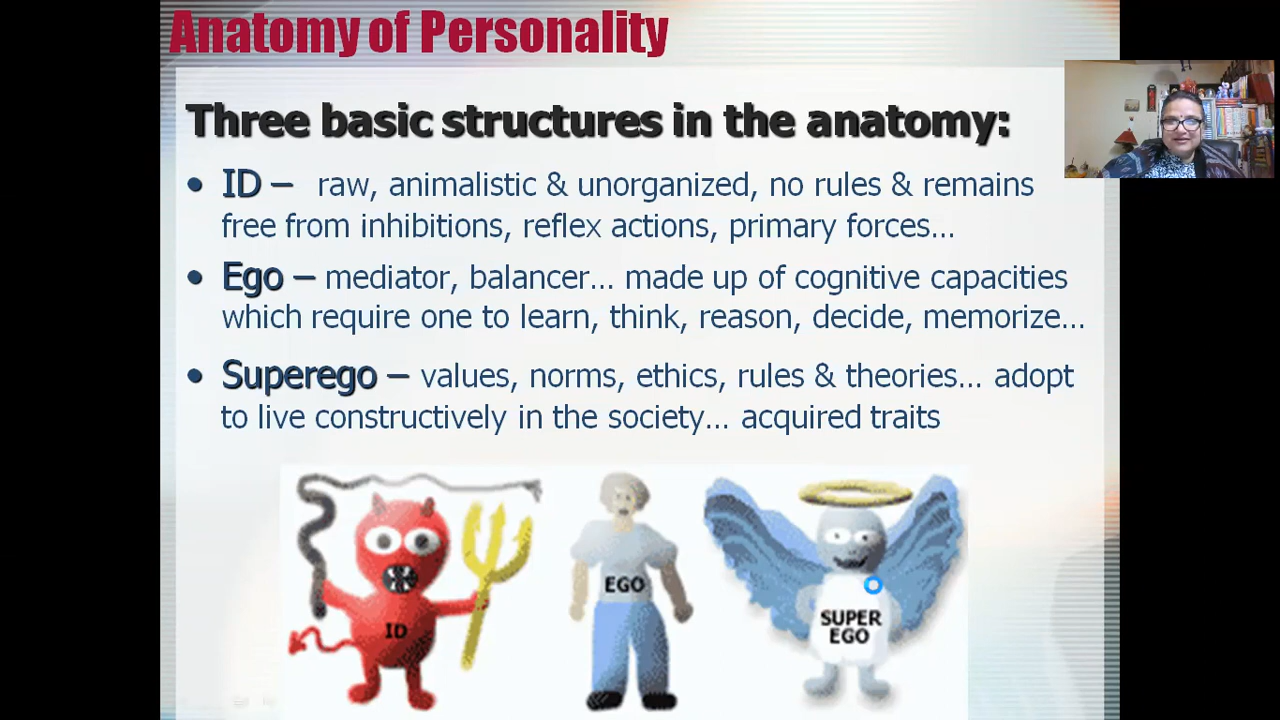 Anatomy of Personality
Three basic structures in the anatomy:
• ID – raw, animalistic & unorganized, no rules & remains
free from inhibitions, reflex actions, primary forces...
• Ego – mediator, balancer... made up of cognitive capacities
which require one to learn, think, reason, decide, memorize...
• Superego – values, norms, ethics, rules & theories... adopt
to live constructively in the society... acquired traits
ID
EGO
SUPER
EGO